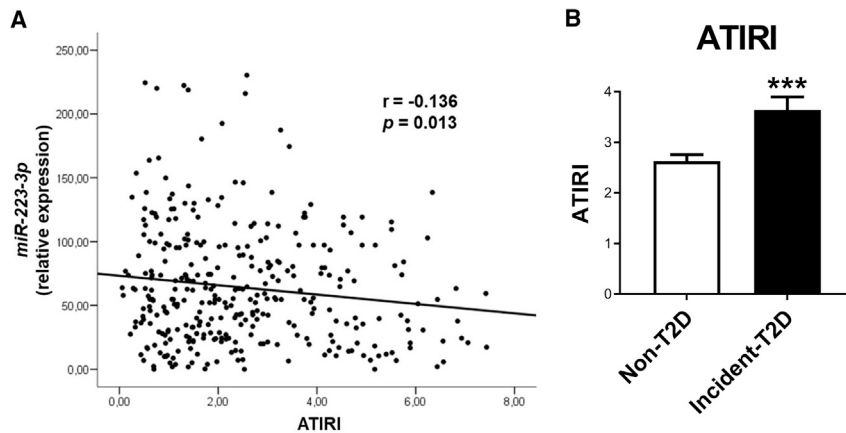 A
250,00
200,00
150,00
100,00
50,00
0,00
miR-223-3p
(relative expression)
r = -0.136
p = 0.013
0,00 2,00 4,00 6,00 8,00
ATIRI
B
ATIRI
***
4
3
2
1
0
ATIRI
Non-T2D
Incident-T2D